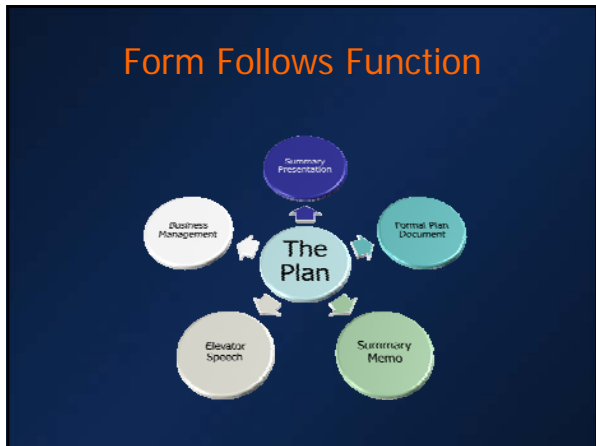 Form Follows Function
Summary
Presentation
Business
Management
Formal Plan
Document
The
Plan
Elevator
Speech
Summary
Memo